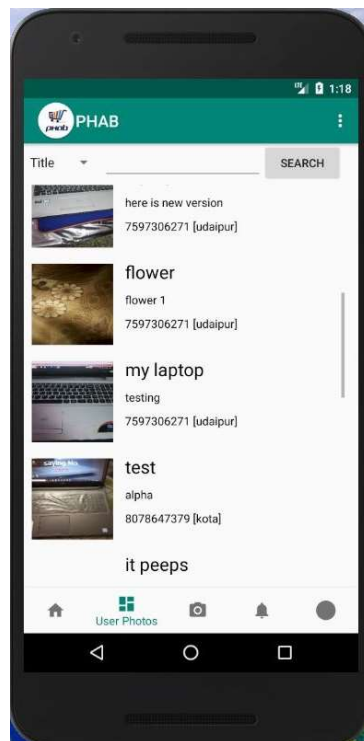 1:18
PHAB
PHAB
Title
SEARCH
here is new version
7597306271 [udaipur]
flower
flower 1
7597306271 [udaipur]
my laptop
testing
7597306271 [udaipur]
test
alpha
8078647379 [kota]
it peeps
User Photos